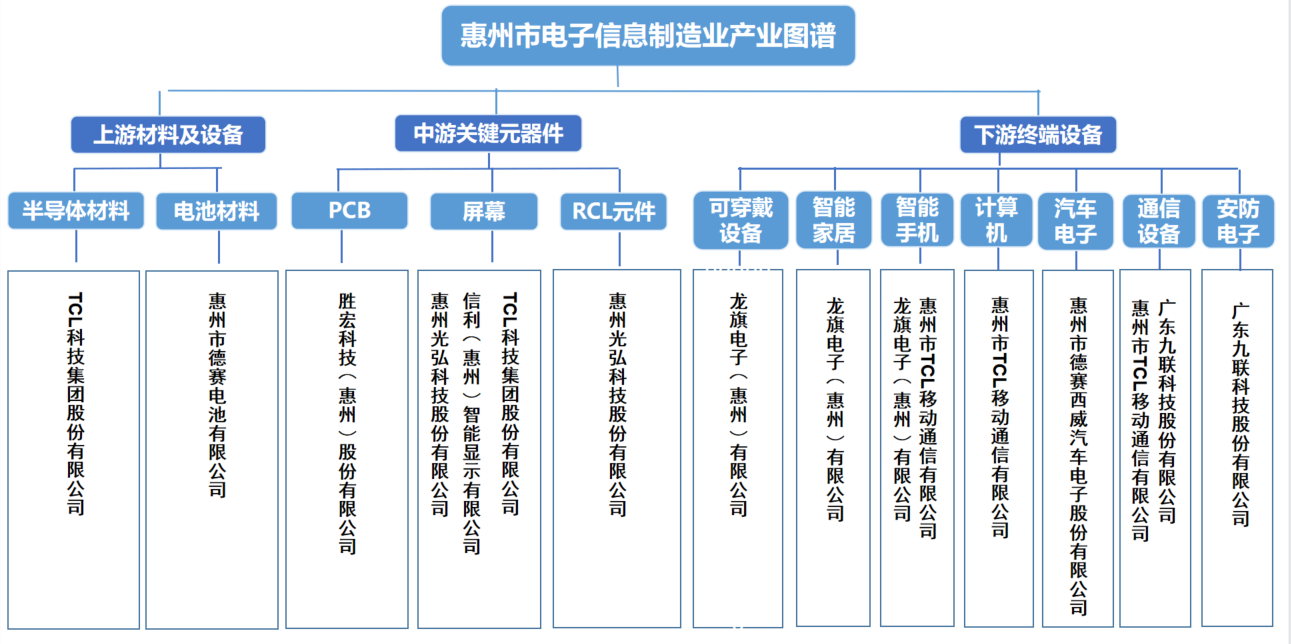 惠州市电子信息制造业产业图谱
上游材料及设备
中游关键元器件
下游终端设备
半导体材料
电池材料
PCB
屏幕
RCL元件
可穿戴
设备
智能
家居
智能
手机
计算
机
汽车
电子
通信
设备
安防
电子
TCL科技集团股份有限公司
惠州市德赛电池有限公司
胜宏科技（惠州）股份有限公司
TCL科技集团股份有限公司
信利（惠州）智能显示有限公司
惠州光弘科技股份有限公司
惠州光弘科技股份有限公司
龙旗电子（惠州）有限公司
龙旗电子（惠州）有限公司
惠州市TCL移动通信有限公司
龙旗电子（惠州）有限公司
惠州市TCL移动通信有限公司
惠州市德赛西威汽车电子股份有限公司
广东九联科技股份有限公司
惠州市TCL移动通信有限公司
广东九联科技股份有限公司